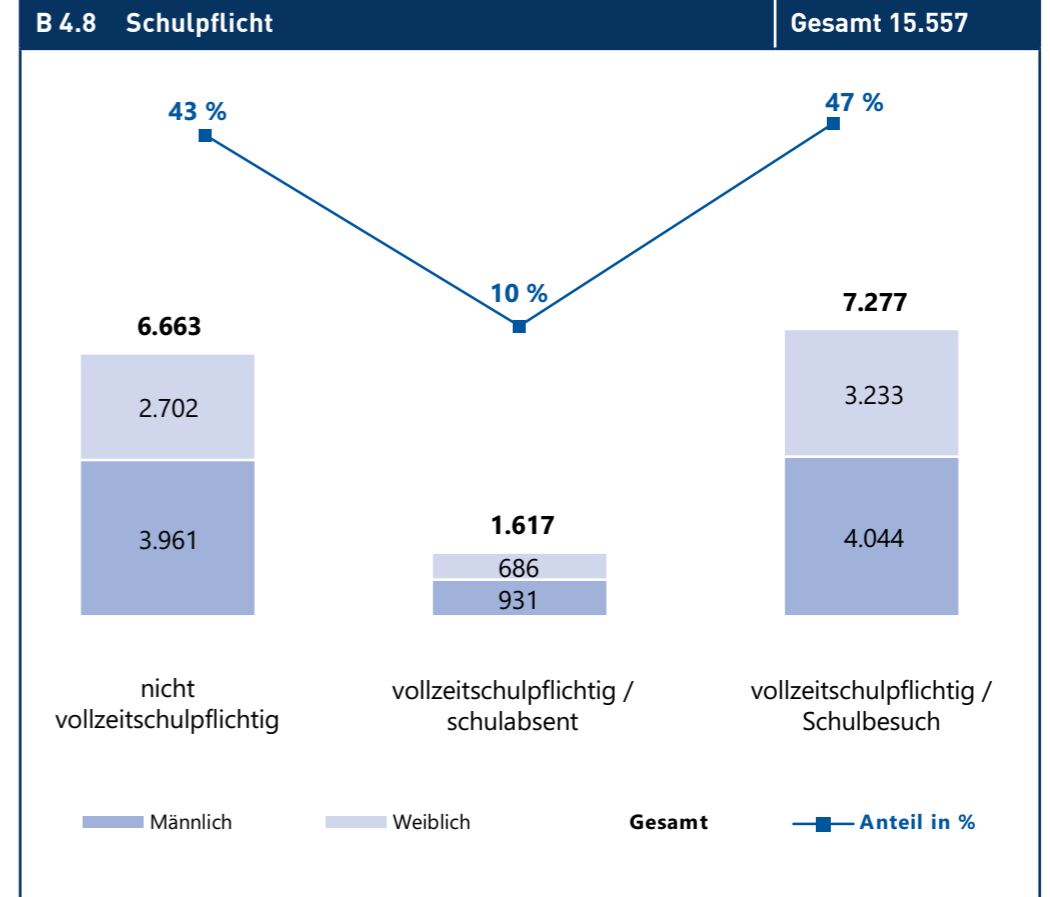 B 4.8 Schulpflicht Gesamt 15.557
43 %
47 %
10 %
6.663
7.277
2.702
3.233
3.961
1.617
4.044
686
931
nicht
vollzeitschulpflichtig
vollzeitschulpflichtig /
schulabsent
vollzeitschulpflichtig /
Schulbesuch
Männlich Weiblich Gesamt Anteil in %